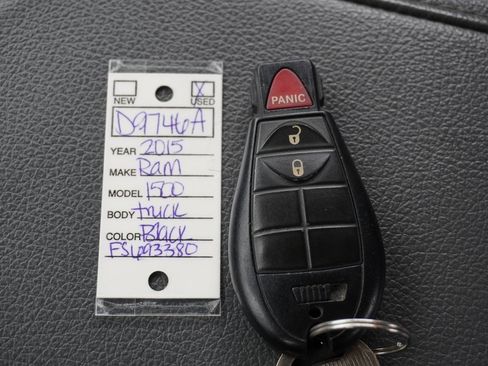 X
NEW USED
D9746A
YEAR 2015
MAKE Ram
MODEL 1500
BODY truck
COLOR Black
FS693380
PANIC